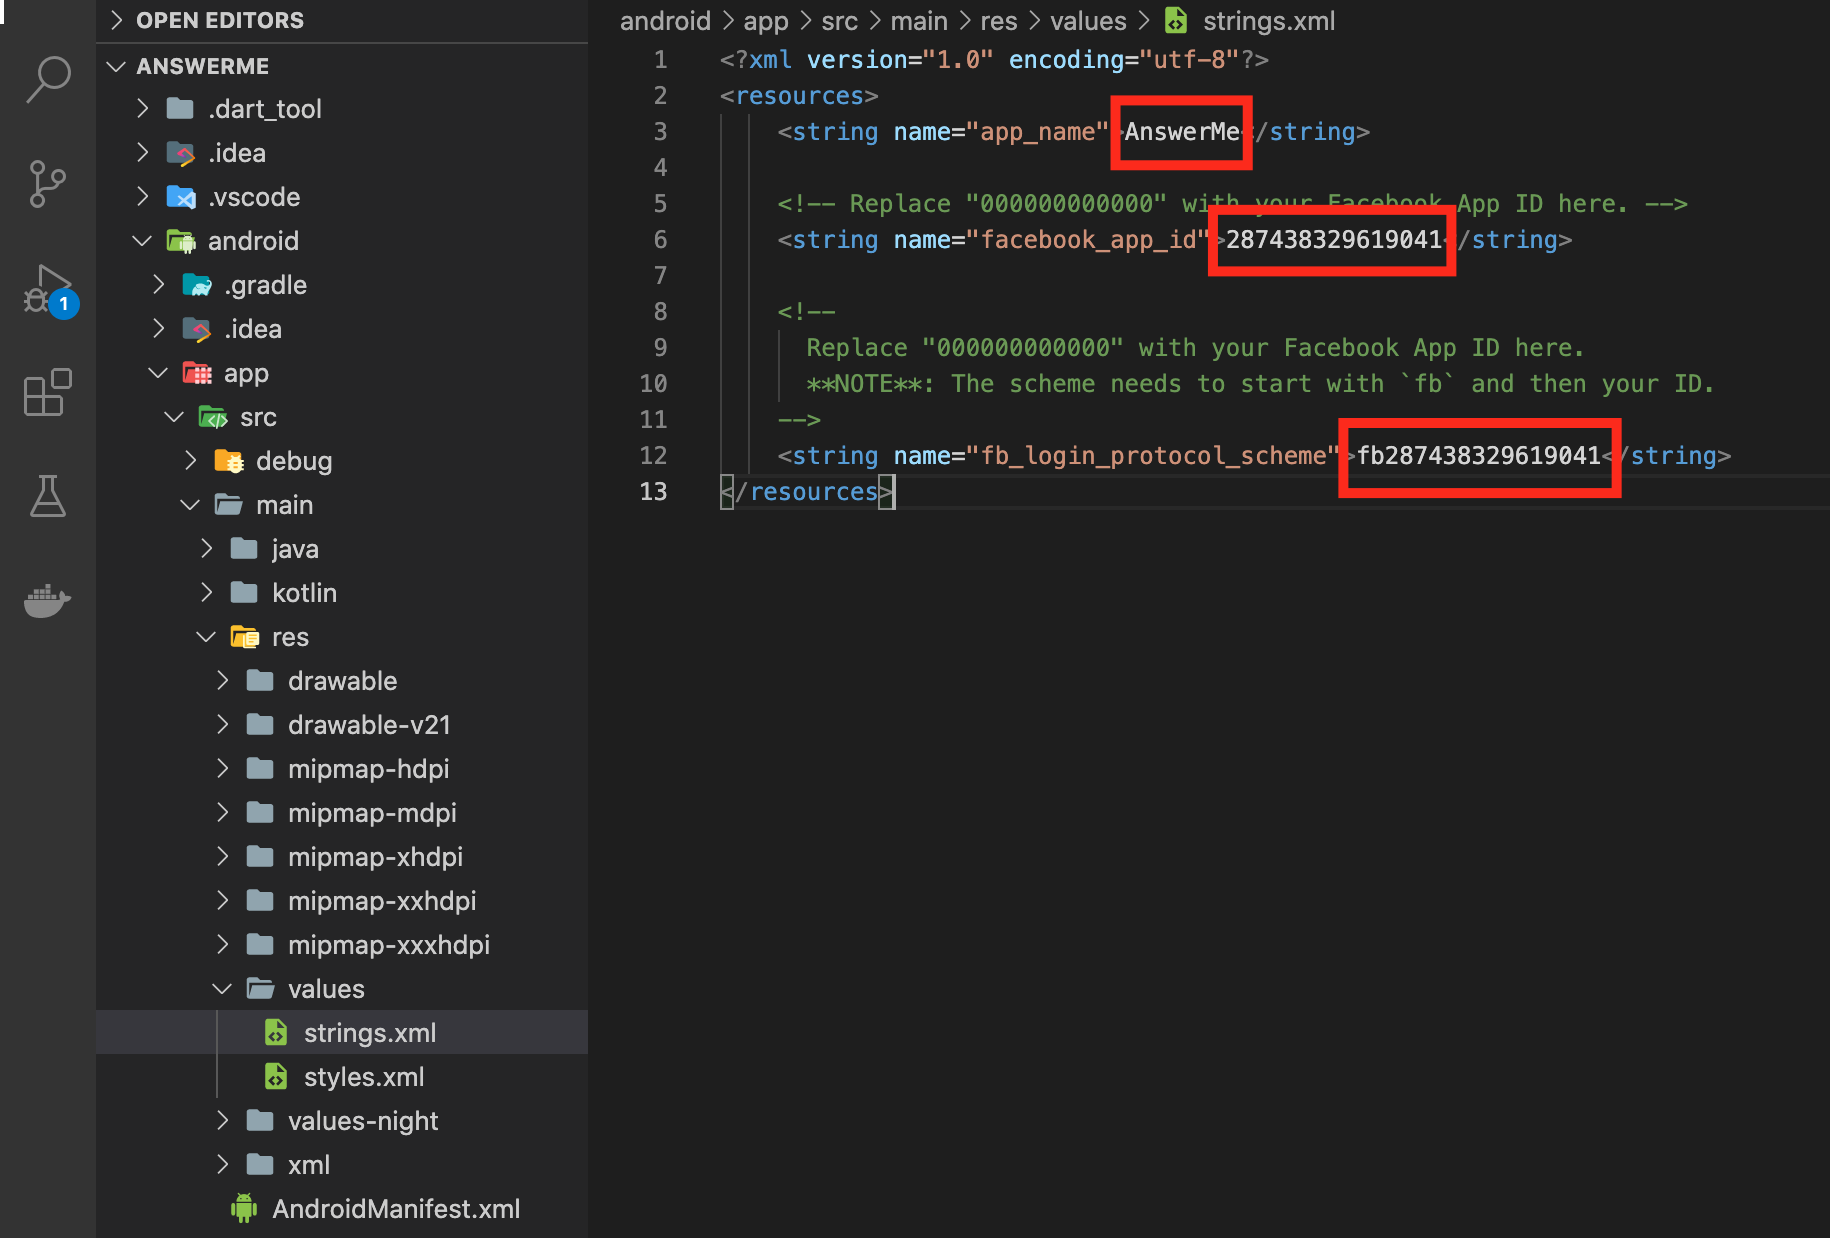 OPEN EDITORS
ANSWERME
.dart_tool
.idea
.vscode
android
.gradle
.idea
app
src
debug
main
java
kotlin
res
drawable
drawable-v21
mipmap-hdpi
mipmap-mdpi
mipmap-xhdpi
mipmap-xxhdpi
mipmap-xxxhdpi
values
strings.xml
styles.xml
values-night
xml
AndroidManifest.xml
1
android > app > src > main > res > values > strings.xml
1 <?xml version="1.0" encoding="utf-8"?>
2 <resources>
3 <string name="app_name">AnswerMe</string>
4
5 <!-- Replace "000000000000" with your Facebook App ID here. -->
6 <string name="facebook_app_id">287438329619041</string>
7
8 <!--
9 Replace "000000000000" with your Facebook App ID here.
10 **NOTE**: The scheme needs to start with `fb` and then your ID.
11 -->
12 <string name="fb_login_protocol_scheme">fb287438329619041</string>
13 </resources>